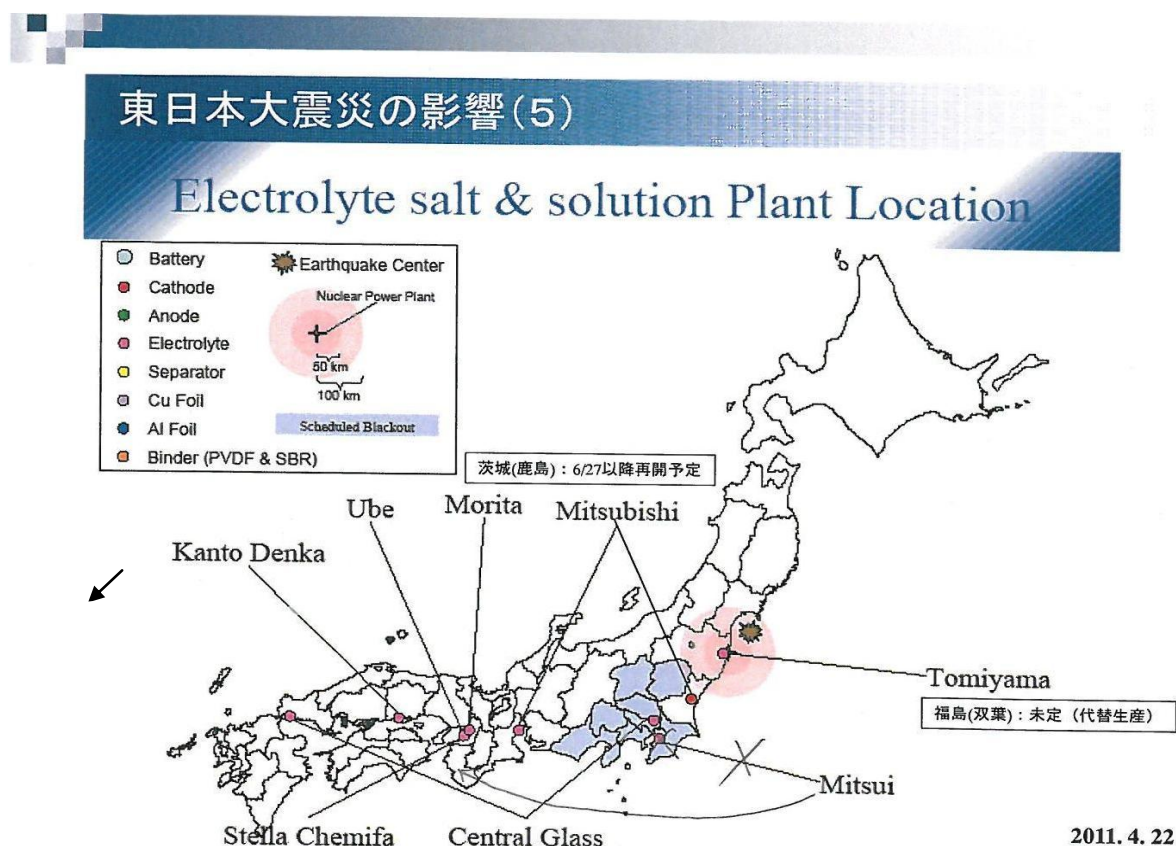 東日本大震災の影響(5)
Electrolyte salt & solution Plant Location
Battery
Cathode
Anode
Electrolyte
Separator
Cu Foil
Al Foil
Binder (PVDF & SBR)
Earthquake Center
Nuclear Power Plant
50 km
100 km
Scheduled Blackout
茨城(鹿島):6/27以降再開予定
Ube
Morita
Mitsubishi
Kanto Denka
Tomiyama
福島(双葉):未定(代替生産)
Mitsui
Stella Chemifa
Central Glass
2011. 4. 22